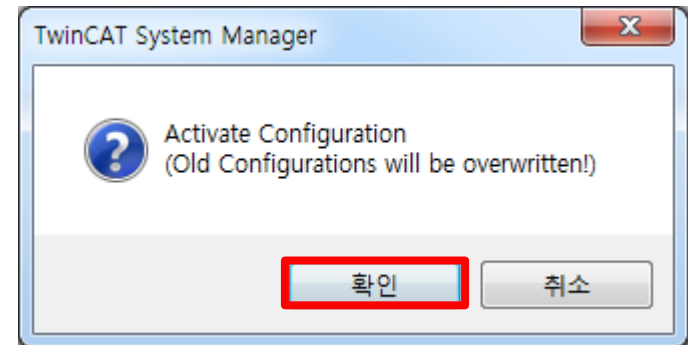 TwinCAT System Manager
Activate Configuration
(Old Configurations will be overwritten!)
확인
취소